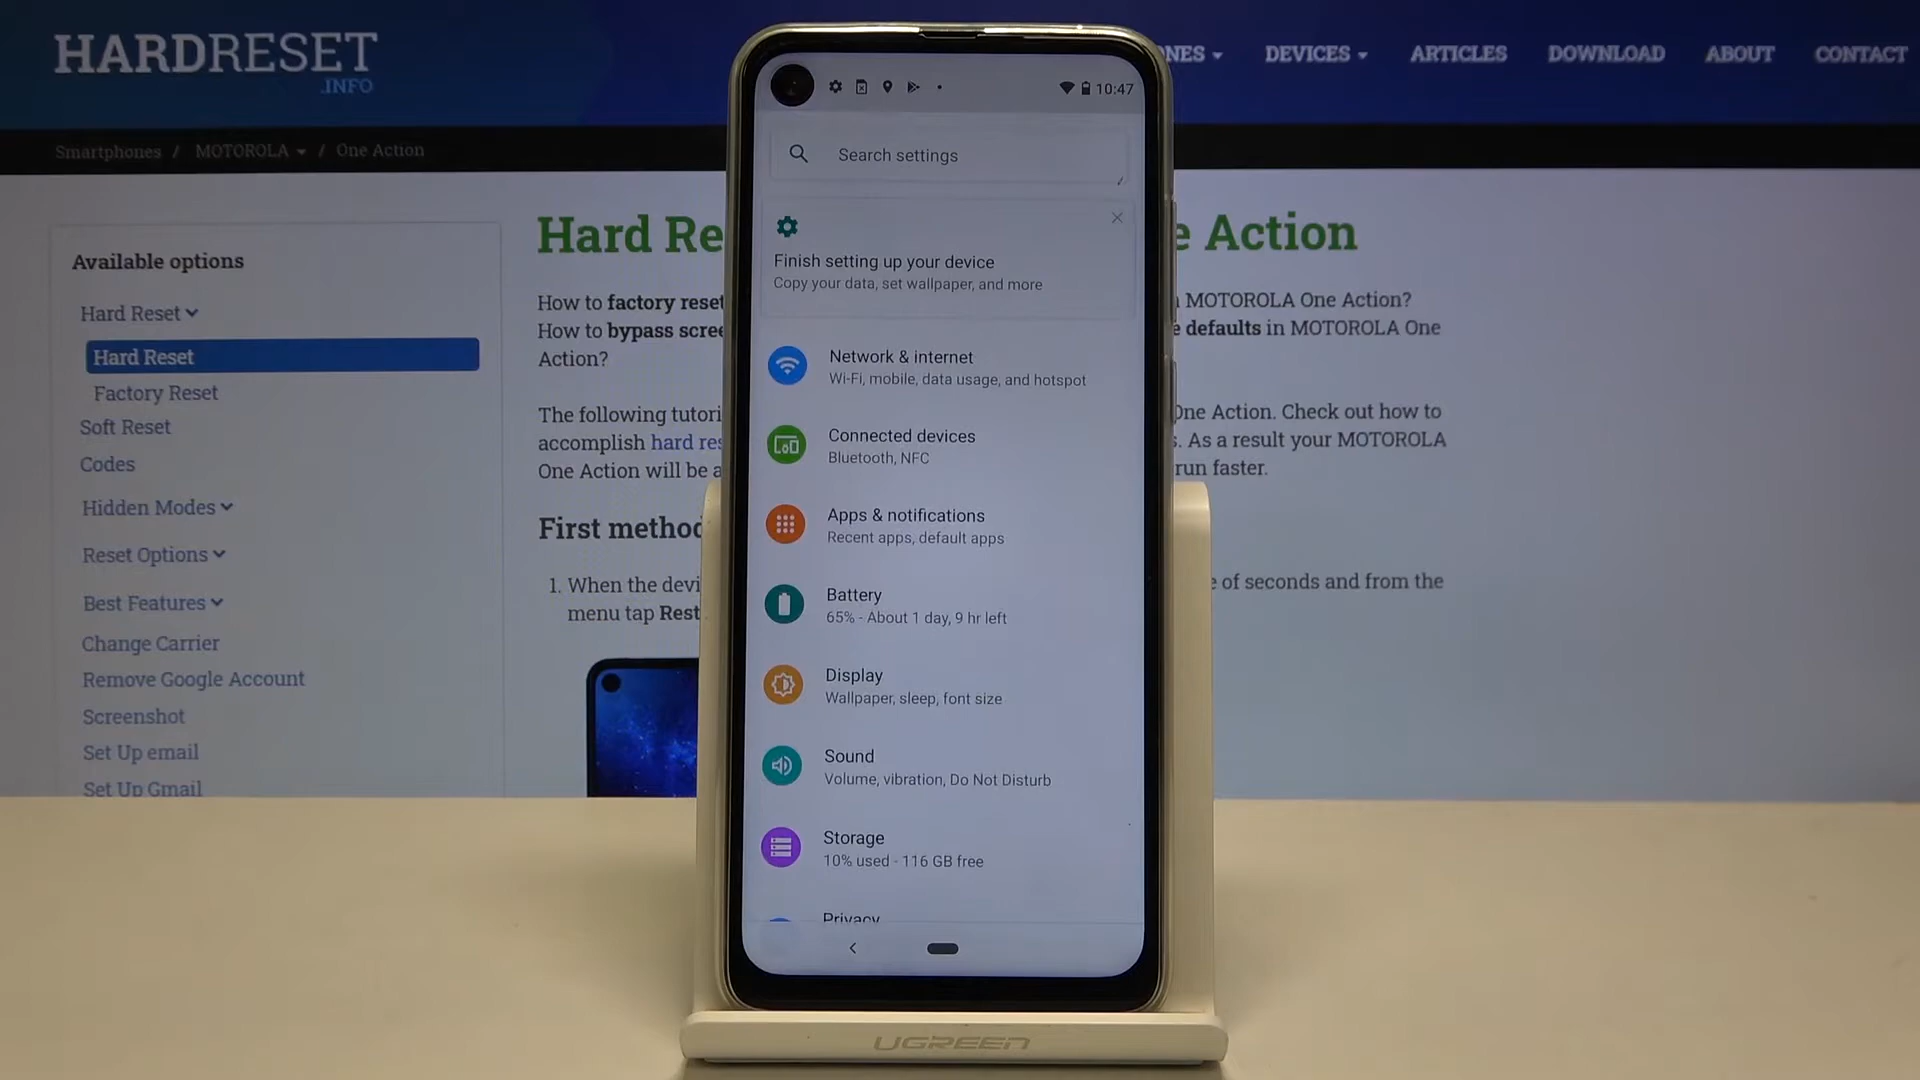 HARDRESET
.INFO
NES
DEVICES
ARTICLES
DOWNLOAD
ABOUT
CONTACT
Smartphones / MOTOROLA / One Action
Available options
Hard Reset
Hard Reset
Factory Reset
Soft Reset
Codes
Hidden Modes
Reset Options
Best Features
Change Carrier
Remove Google Account
Screenshot
Set Up email
Set Up Gmail
Hard Re
e Action
How to factory reset
MOTOROLA One Action?
How to bypass scree
e defaults in MOTOROLA One
Action?
The following tutori
One Action. Check out how to
accomplish hard res
. As a result your MOTOROLA
One Action will be a
run faster.
First method
1. When the devi
e of seconds and from the
menu tap Rest
10:47
Search settings
Finish setting up your device
Copy your data, set wallpaper, and more
Network & internet
Wi-Fi, mobile, data usage, and hotspot
Connected devices
Bluetooth, NFC
Apps & notifications
Recent apps, default apps
Battery
65% - About 1 day, 9 hr left
Display
Wallpaper, sleep, font size
Sound
Volume, vibration, Do Not Disturb
Storage
10% used - 116 GB free
Privacy
UGREEN